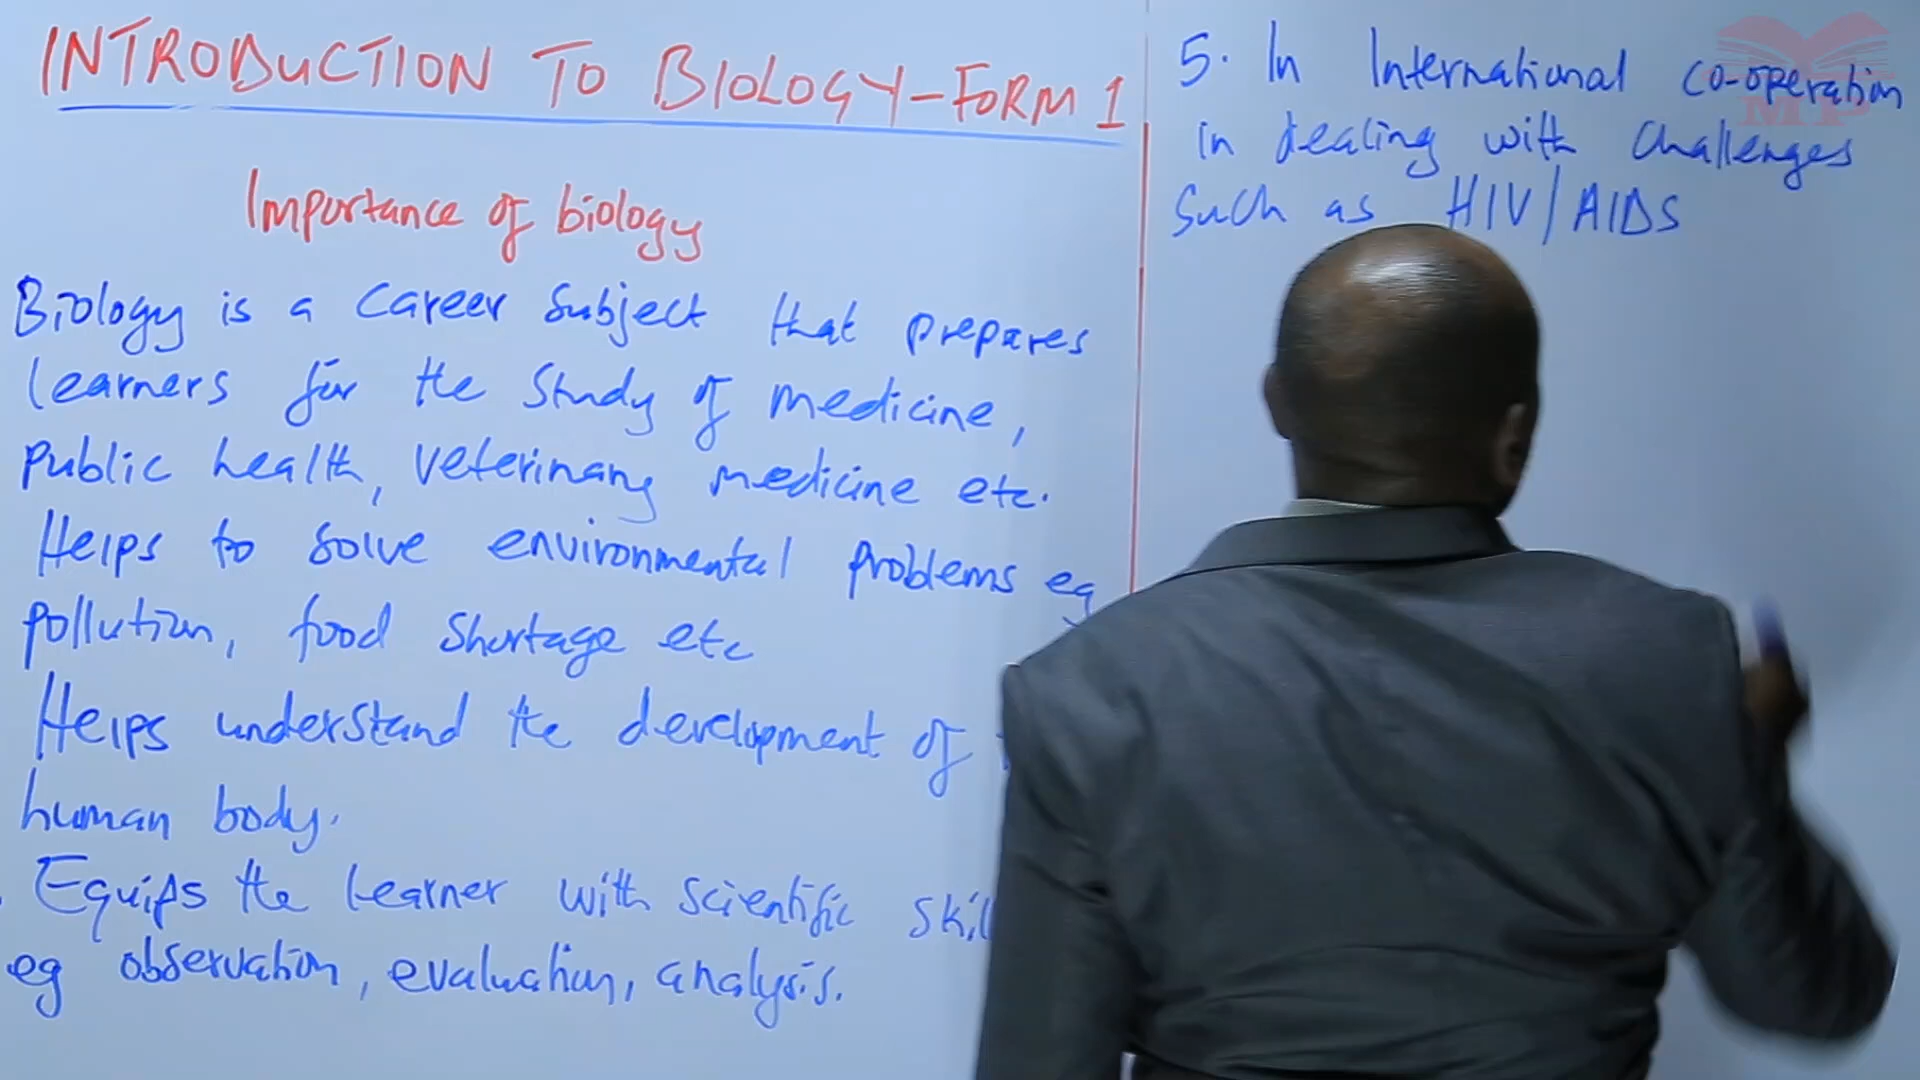 INTRODUCTION TO BIOLOGY-FORM 1
Importance of biology
Biology is a career subject that prepares
learners for the study of medicine,
public health, veterinary medicine etc.
Helps to solve environmental problems eg
pollution, food shortage etc
Helps understand the development of
human body.
Equips the learner with scientific skil
eg observation, evaluation, analysis.
5. In International co-operation
in dealing with challenges
such as HIV/AIDS
MTP